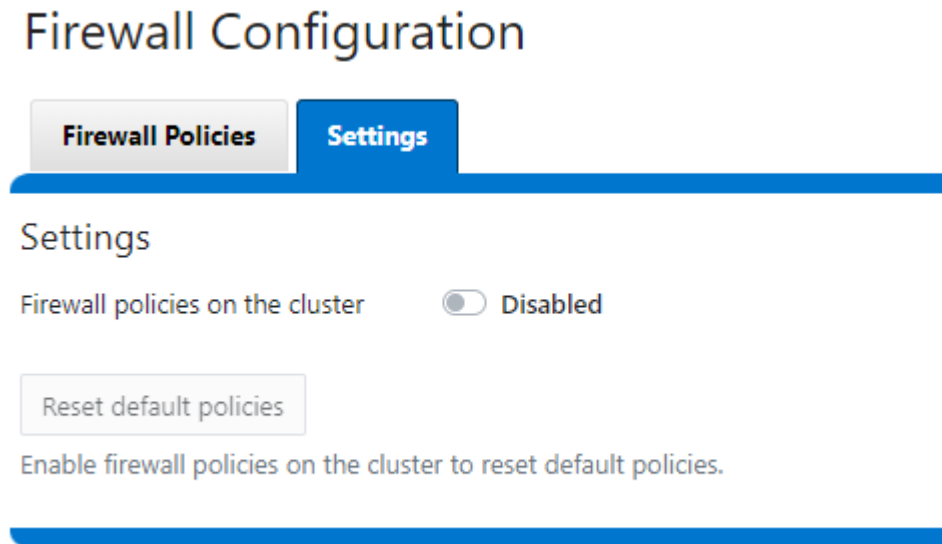 Firewall Configuration
Firewall Policies Settings
Settings
Firewall policies on the cluster Disabled
Reset default policies
Enable firewall policies on the cluster to reset default policies.